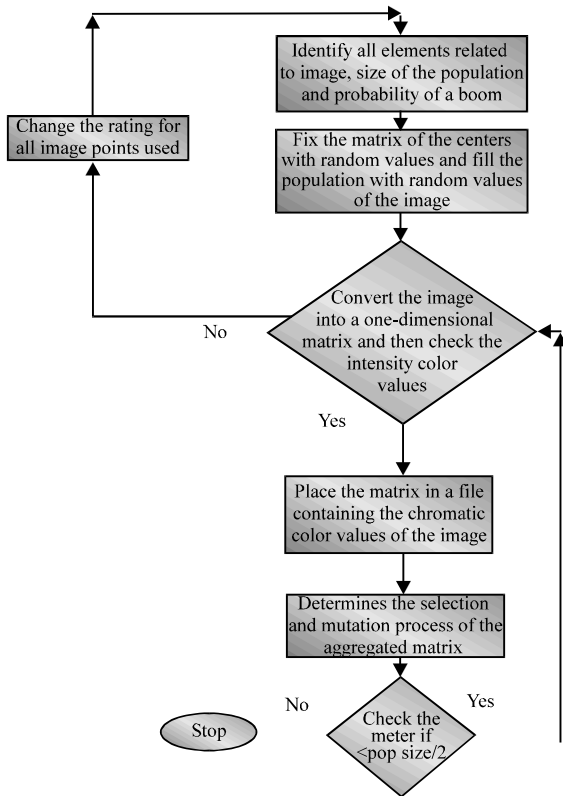 Identify all elements related
to image, size of the population
and probability of a boom
Change the rating for
all image points used
Fix the matrix of the centers
with random values and fill the
population with random values
of the image
Convert the image
into a one-dimensional
matrix and then check the
intensity color
values
No
Yes
Place the matrix in a file
containing the chromatic
color values of the image
Determines the selection
and mutation process of the
aggregated matrix
No
Yes
Stop
Check the
meter if
<pop size/2